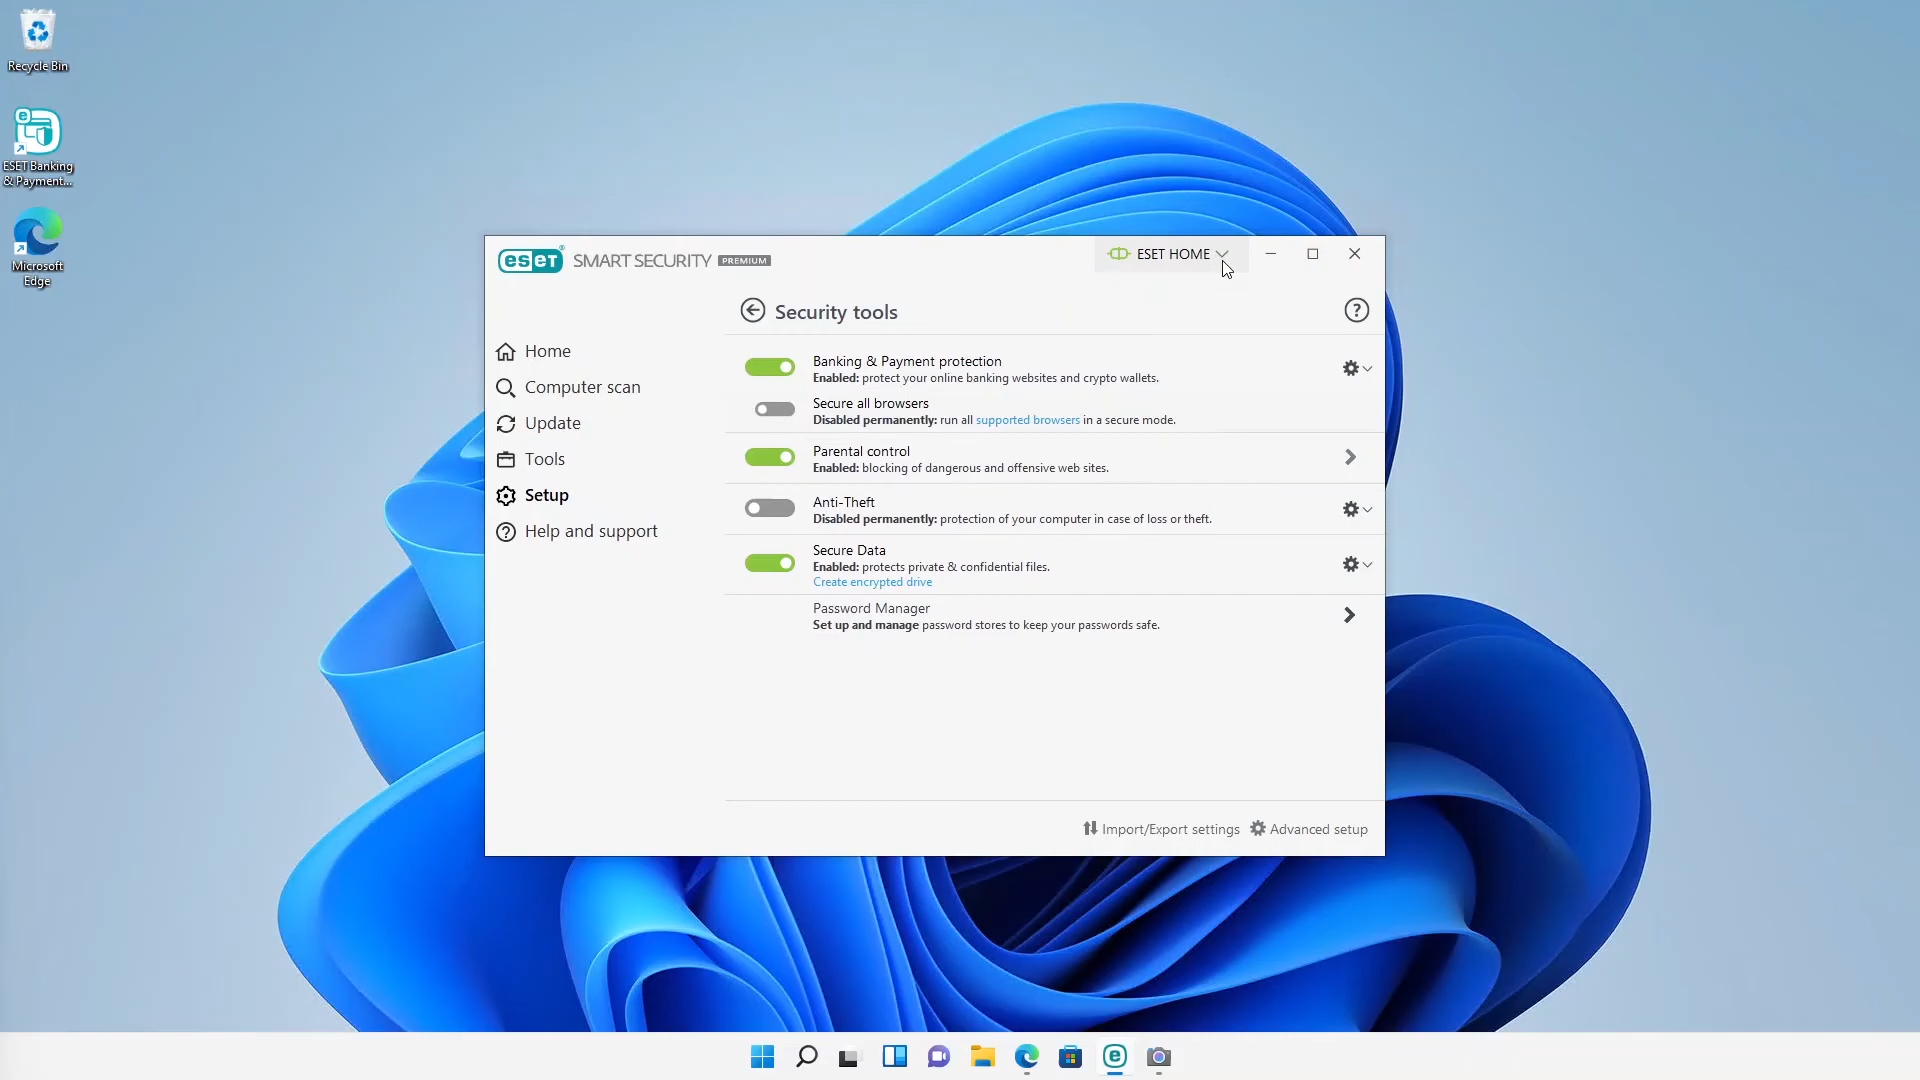 Recycle Bin
ESET Banking
& Payment...
Microsoft
Edge
eseT® SMART SECURITY PREMIUM
ESET HOME
Security tools
Home
Computer scan
Update
Tools
Setup
Help and support
Banking & Payment protection
Enabled: protect your online banking websites and crypto wallets.
Secure all browsers
Disabled permanently: run all supported browsers in a secure mode.
Parental control
Enabled: blocking of dangerous and offensive web sites.
Anti-Theft
Disabled permanently: protection of your computer in case of loss or theft.
Secure Data
Enabled: protects private & confidential files.
Create encrypted drive
Password Manager
Set up and manage password stores to keep your passwords safe.
Import/Export settings
Advanced setup